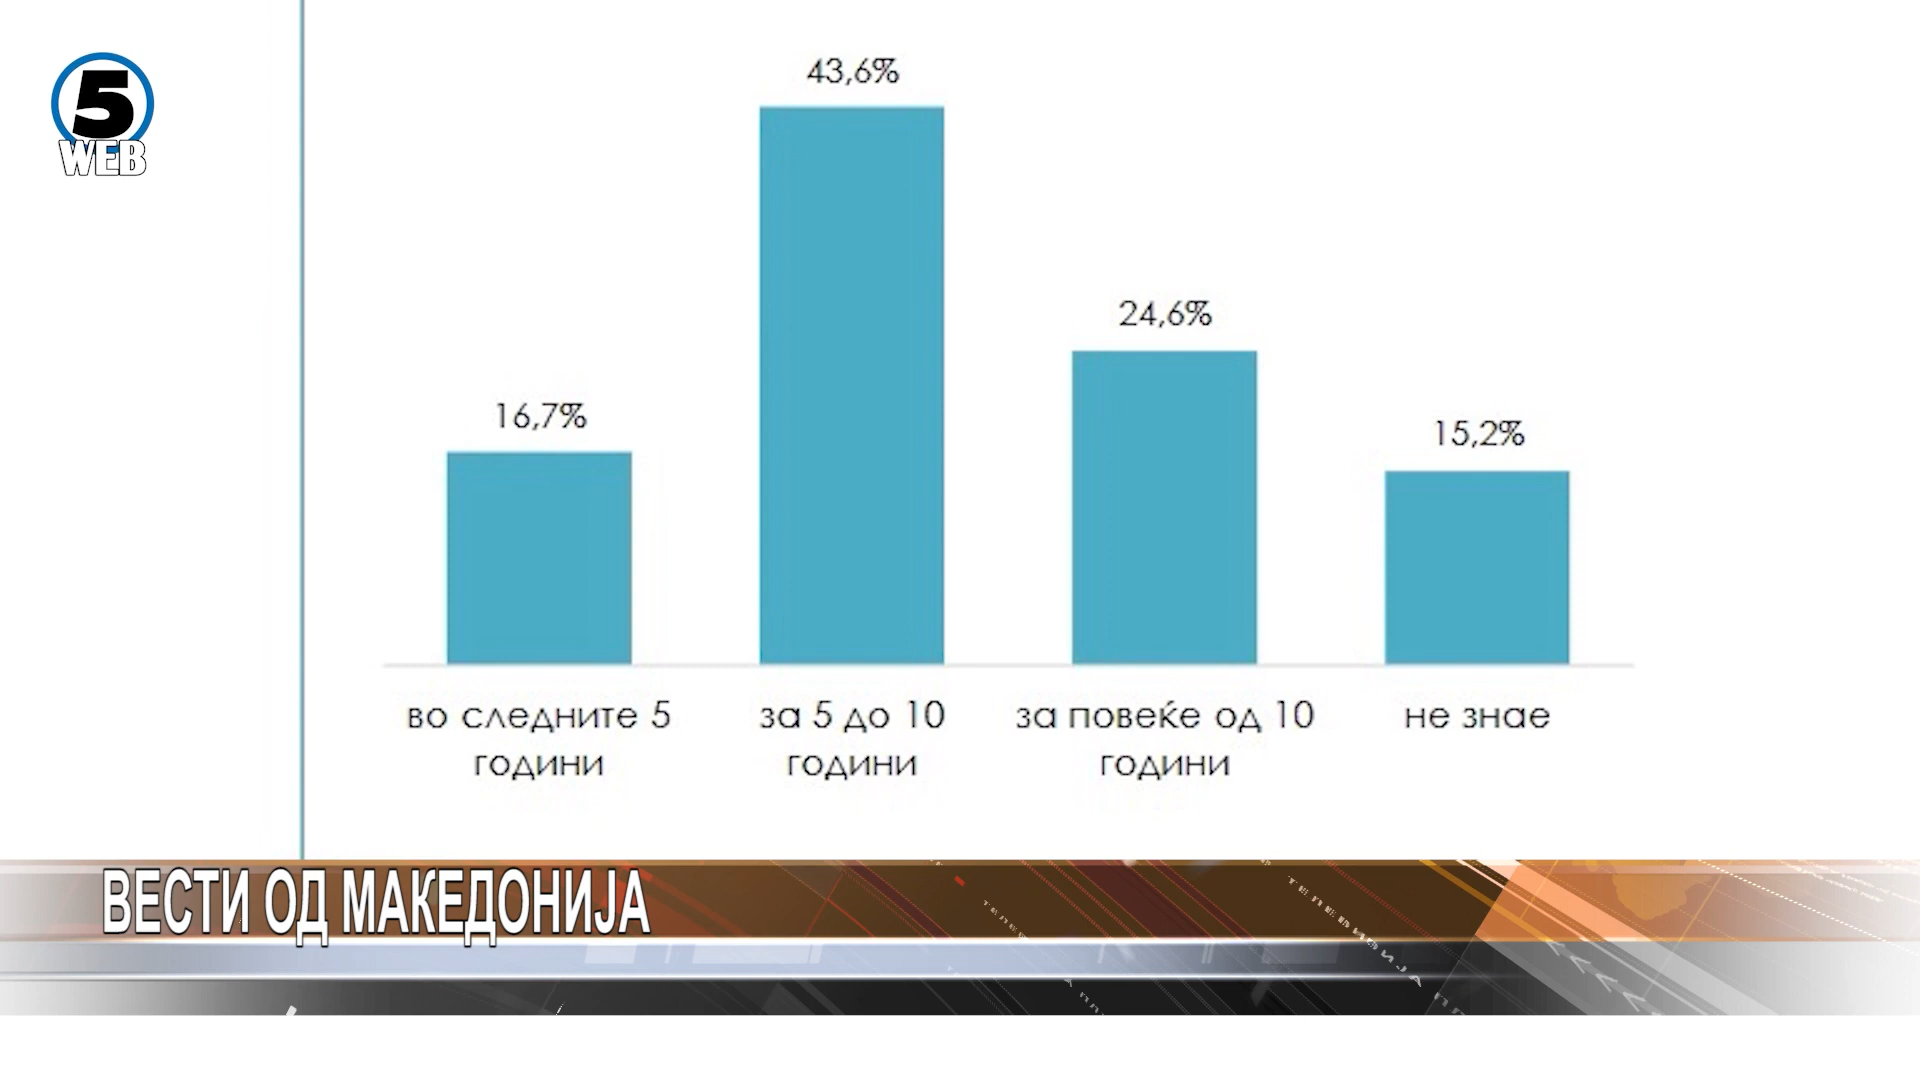 5
WEB
43,6%
24,6%
16,7%
15,2%
во следните 5
години
за 5 до 10
години
за повеќе од 10
години
не знае
ВЕСТИ ОД МАКЕДОНИЈА